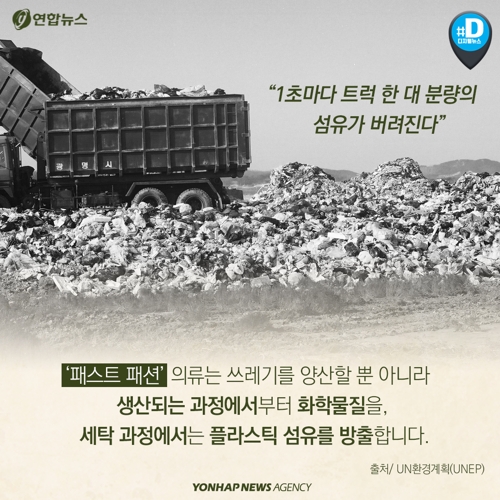 연합뉴스
#D
디지털뉴스
“1초마다 트럭 한 대 분량의
섬유가 버려진다”
광명시
‘패스트 패션’ 의류는 쓰레기를 양산할 뿐 아니라
생산되는 과정에서부터 화학물질을,
세탁 과정에서는 플라스틱 섬유를 방출합니다.
출처/ UN환경계획(UNEP)
YONHAP NEWS AGENCY